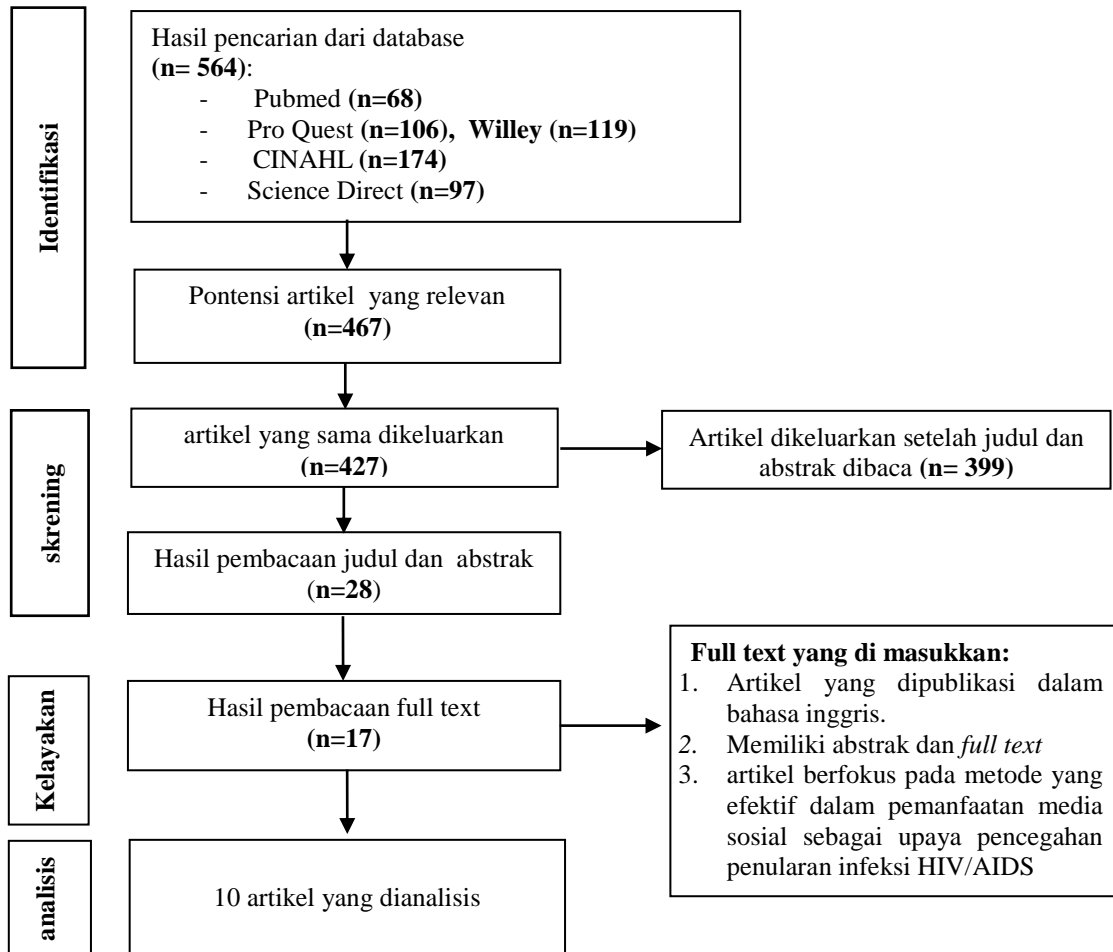 Identifikasi
Hasil pencarian dari database
(n= 564):
- Pubmed (n=68)
- Pro Quest (n=106), Willey (n=119)
- CINAHL (n=174)
- Science Direct (n=97)
Pontensi artikel yang relevan
(n=467)
skrening
artikel yang sama dikeluarkan
(n=427)
Artikel dikeluarkan setelah judul dan
abstrak dibaca (n= 399)
Hasil pembacaan judul dan abstrak
(n=28)
Kelayakan
Hasil pembacaan full text
(n=17)
Full text yang di masukkan:
1. Artikel yang dipublikasi dalam
bahasa inggris.
2. Memiliki abstrak dan full text
3. artikel berfokus pada metode yang
efektif dalam pemanfaatan media
sosial sebagai upaya pencegahan
penularan infeksi HIV/AIDS
analisis
10 artikel yang dianalisis